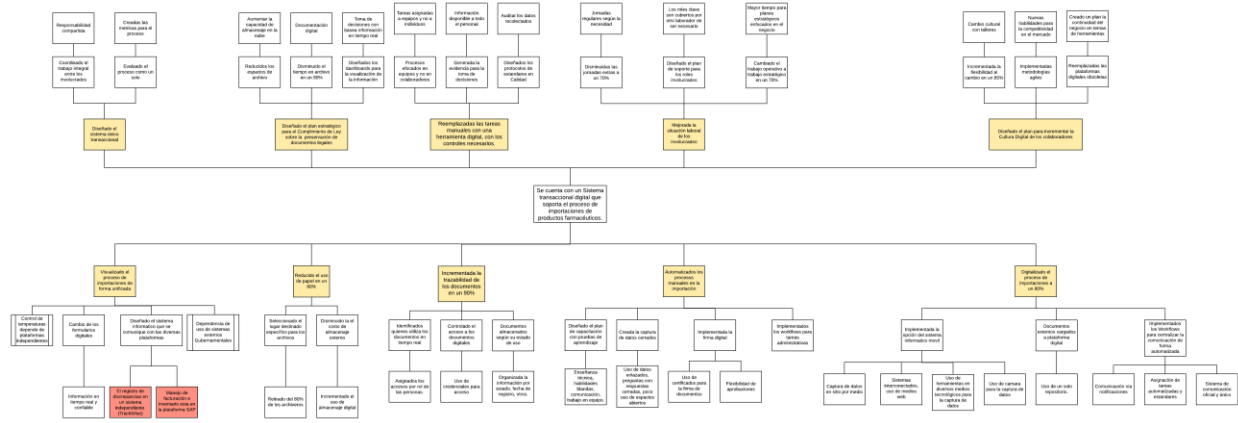 Responsabilidad
compartida
Creadas las
metricas para el
proceso
Aumentar la
capacidad de
almacenaje en la
nube
Documentación
digital
Toma de
decisiones con
bases información
en tiempo real
Tareas asignadas
a equipos y no a
individuos
Información
disponible a todo
el personal
Auditar los datos
recolectados
Jornadas
regulares según la
necesidad
Los roles claves
son cubiertos por
otro laborador de
ser necesario
Mayor tiempo para
planes
estratégicos
enfocados en el
negocio
Cambio cultural
con talleres
Nuevas
habilidades para
la competitividad
en el mercado
Creado un plan la
continuidad del
negocio en temas
de herramientas
Coordinado el
trabajo integral
entre los
involucrados
Evaluado el
proceso como un
solo
Reducidos los
espacios de
archivo
Disminuido el
tiempo en archivo
en un 90%
Diseñados los
dashboards para
la visualización de
la información
Procesos
eficados en
equipos y no en
colaboradores
Generada la
evidencia para la
toma de
decisiones
Diseñados los
protocolos de
estandares en
Calidad
Disminuidas las
jornadas extras a
un 70%
Diseñado el plan
de soporte para
los roles
involucrados
Cambiado el
trabajo operativo a
trabajo estratégico
en un 70%
Incrementada la
flexibilidad al
cambio en un 85%
Implementadas
metodologías
agiles
Reemplazadas las
plataformas
digitales obsoletas
Diseñado el
sistema único
transaccional
Diseñado el plan estratégico
para el Cumplimiento de Ley
sobre la preservación de
documentos legales
Reemplazadas las tareas
manuales con una
herramienta digital, con los
controles necesarios.
Mejorada la
situación laboral
de los
involucrados
Diseñado el plan para incrementar la
Cultura Digital de los colaboradores
Se cuenta con un Sistema
transaccional digital que
soporta el proceso de
importaciones de
productos farmacéuticos.
Visualizado el
proceso de
importaciones de
forma unificada
Reducido el uso
de papel en un
80%
Incrementada la
trazabilidad de
los documentos
en un 90%
Automatizados los
procesos
manuales en la
importación
Digitalizado el
proceso de
importaciones a
un 80%
Control de
temperaturas
depende de
plataformas
independientes
Cambio de los
formularios
digitales
Diseñado el sistema
informatico que se
comunique con las diversas
plataformas
Dependencia de
uso de sistemas
externos
Gubernamentales
Seleccionado el
lugar destinado
específico para los
archivos
Disminuido la el
costo de
almacenaje
externo
Identificados
quienes utiliza los
documentos en
tiempo real
Controlado el
acceso a los
documentos
digitales
Documentos
almacenados
según su estado
de uso
Diseñado el plan
de capacitación
con pruebas de
aprendizaje
Creada la captura
de datos cerrados
Implementada la
firma digital
Implementados
los workflows para
tareas
administrativas
Implementada la
opción del sistema
informatico movil
Documentos
externos cargados
a plataforma
digital
Implementados
los Workflows
para normalizar la
comunicación de
forma
automatizada
Información en
tiempo real y
confiable
El registro de
discrepancias en
un sistema
independiente
(TrackWise)
Manejo de
facturación e
inventario esta en
la plataforma SAP
Retirado del 80%
de los archiveros
Incrementado el
uso de
almacenaje digital
Asignados los
accesos por rol de
las personas
Uso de
credenciales para
acceso
Organizada la
información por
estado, fecha de
registro, otros.
Enseñanza
técnica,
habilidades
blandas,
comunicación,
trabajo en equipo.
Uso de datos
enlazados,
preguntas con
respuestas
cerradas, poco
uso de espacios
abiertos
Uso de
certificados para
la firma de
documentos
Flexibilidad de
aprobaciones
Captura de datos
en sitio por medio
Sistemas
interconectados,
uso de medios
web
Uso de
herramientas en
diversos medios
tecnológicos para
la captura de
datos
Uso de camara
para la captura de
datos
Uso de un solo
repositorio.
Comunicación via
notificaciones
Asignación de
tareas
automatizadas y
estandares
Sistema de
comunicación
oficial y único